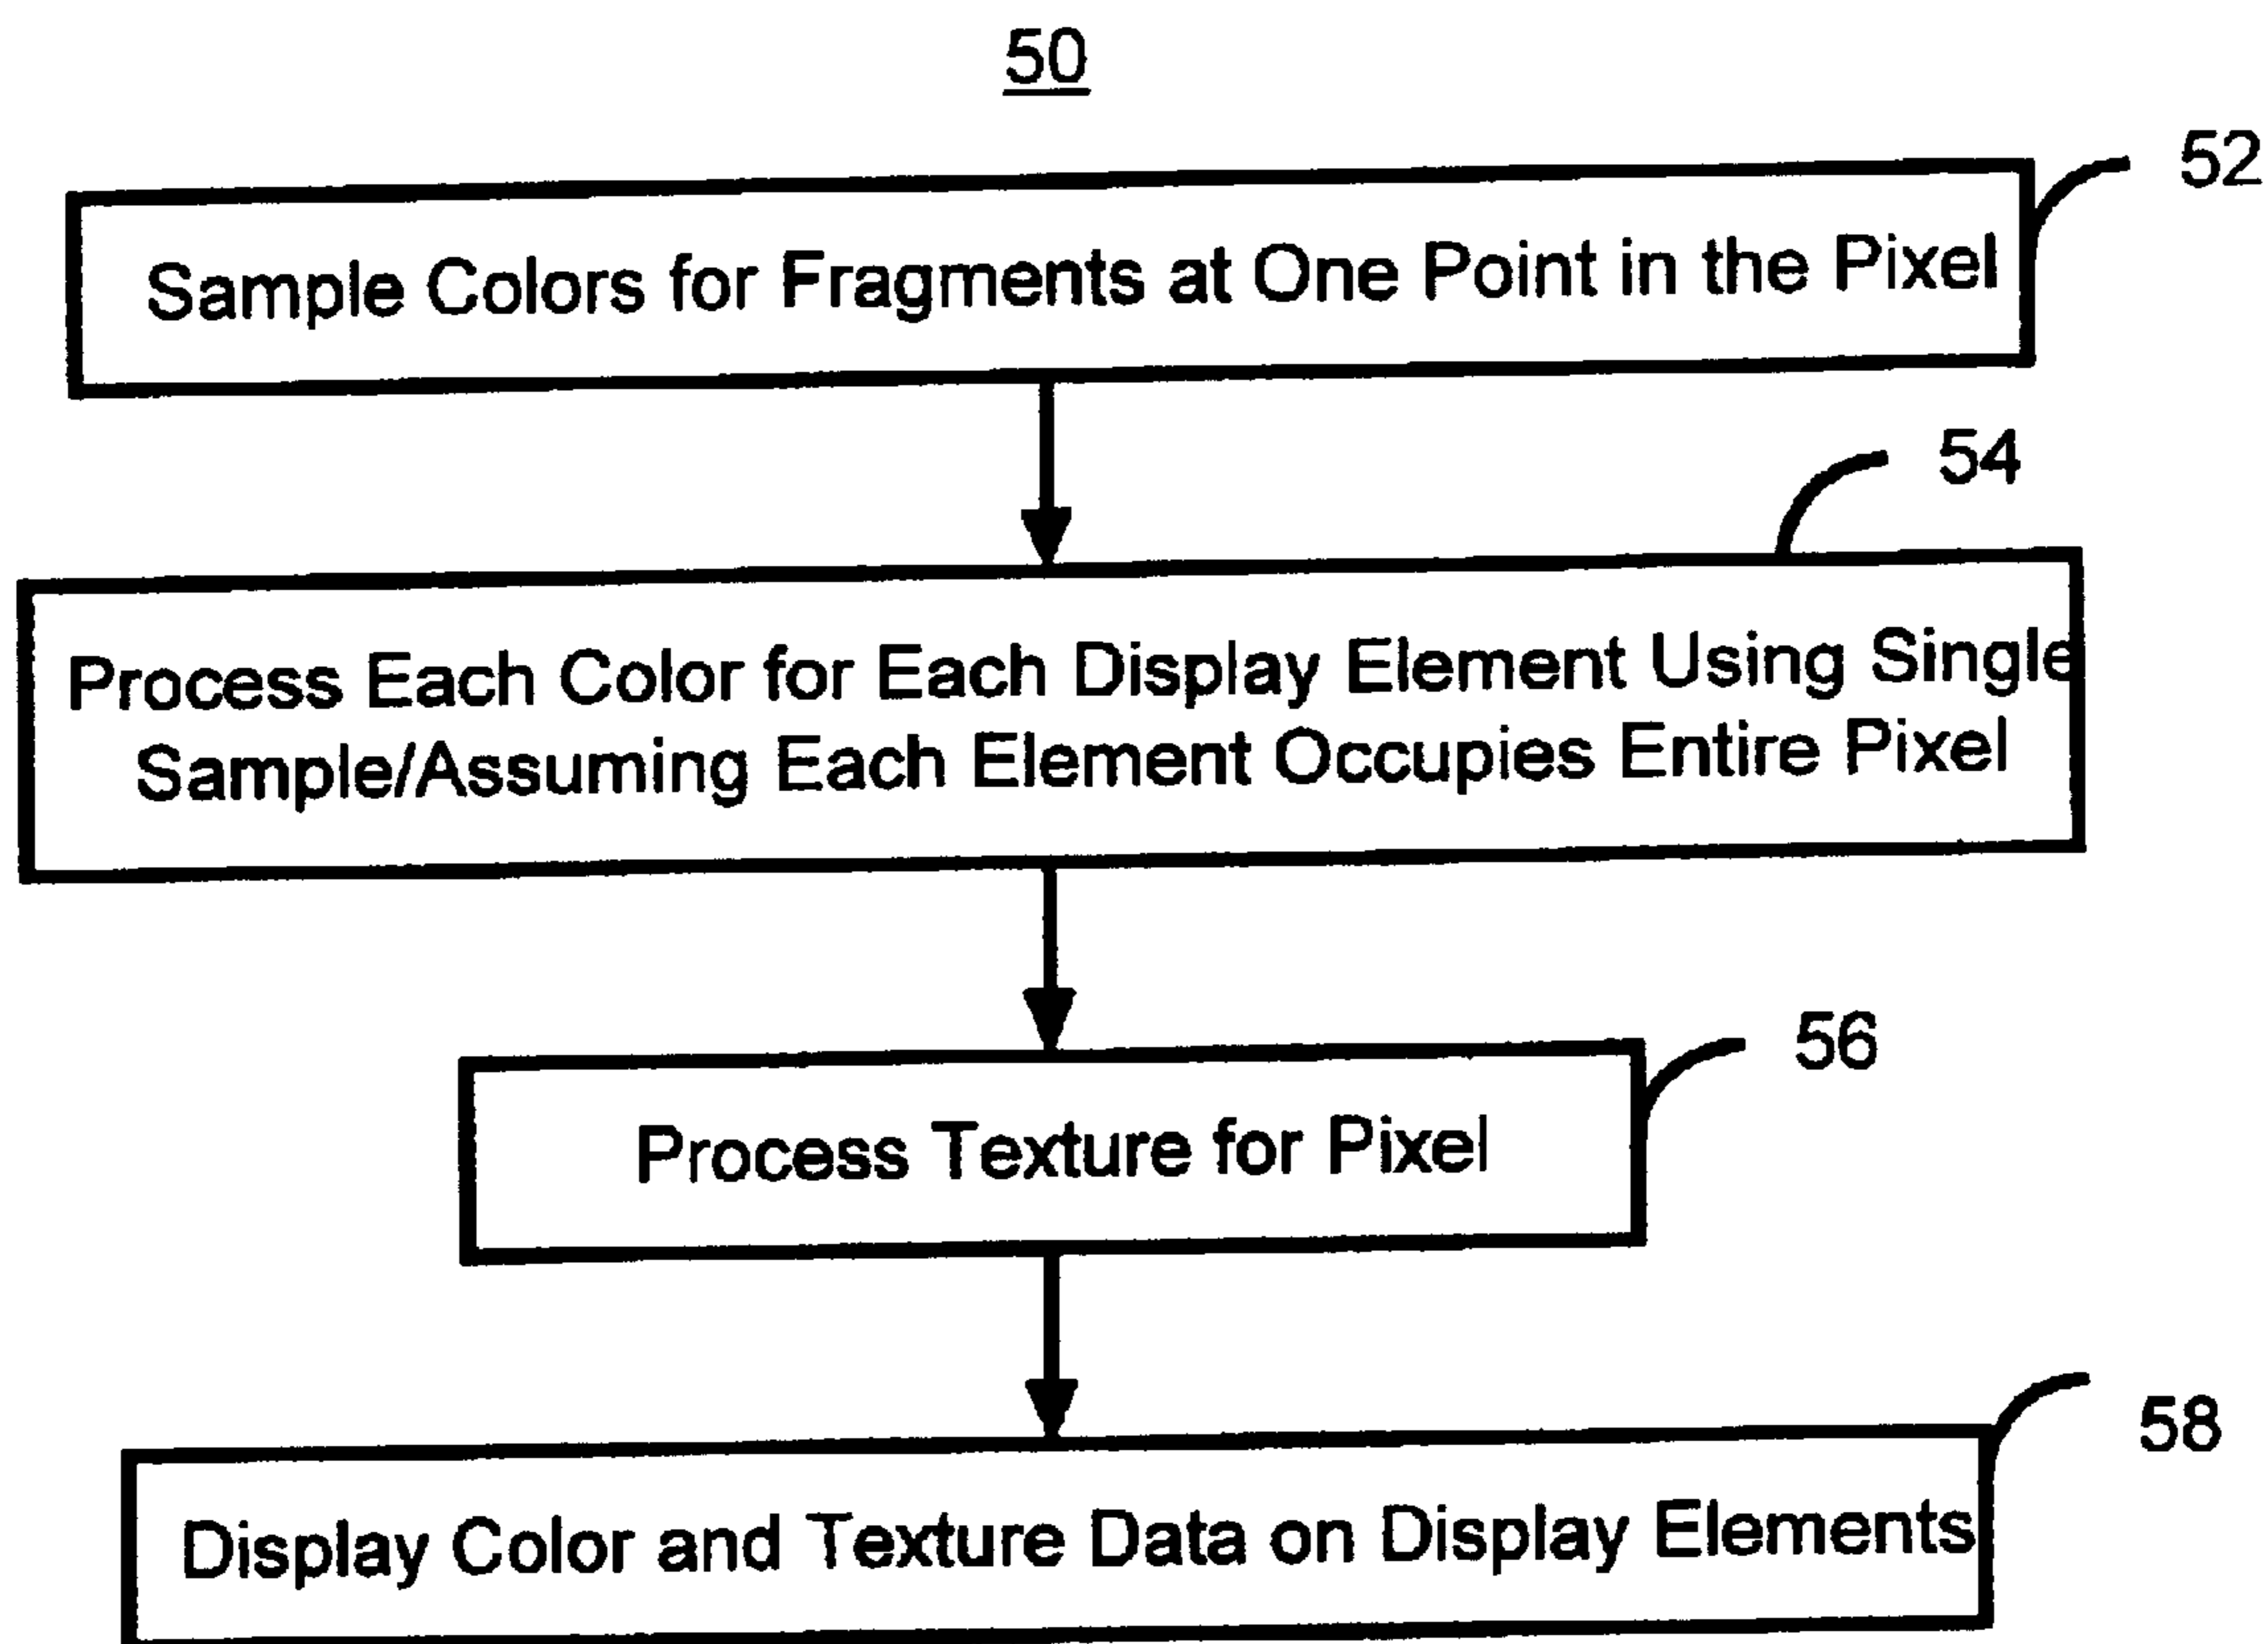 50
52
Sample Colors for Fragments at One Point in the Pixel
54
Process Each Color for Each Display Element Using Single
Sample/Assuming Each Element Occupies Entire Pixel
56
Process Texture for Pixel
58
Display Color and Texture Data on Display Elements